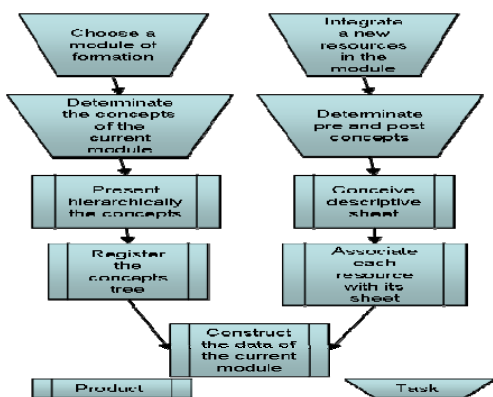 Choose a
module of
formation
Determinate
the concepts
of the
current
module
Present
hierarchically
the concepts
Register
the
concepts
tree
Integrate
a new
resources
in the
module
Determinate
pre and post
concepts
Conceive
descriptive
sheet
Associate
each
resource
with its
sheet
Construct
the data of
the current
module
Product
Task